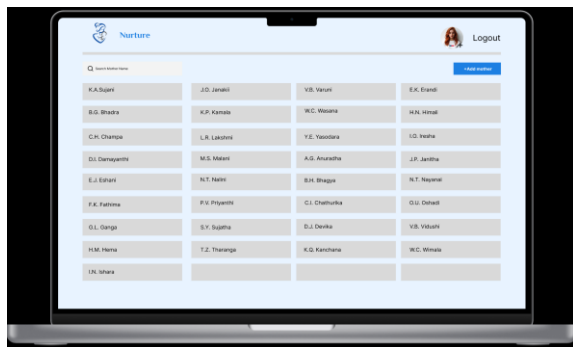 Nurture
Logout
Search Mother Name
+Add mother
K.A.Sujani J.D. Janakii V.B. Varuni E.K. Erandi
B.G. Bhadra K.P. Kamala W.C. Wasana H.N. Himali
C.H. Champa L.R. Lakshmi Y.E. Yasodara I.O. Inesha
D.I. Damayanthi M.S. Malani A.G. Anuradha J.P. Janitha
E.J. Eshani N.T. Nalini B.H. Bhagya N.T. Nayanai
F.K. Fathima P.V. Priyanthi C.I. Chathurika O.U. Oshadi
G.L. Ganga S.Y. Sujatha D.J. Devika V.B. Vidushi
H.M. Hema T.Z. Tharanga K.Q. Kanchana W.C. Wimala
I.N. Ishara